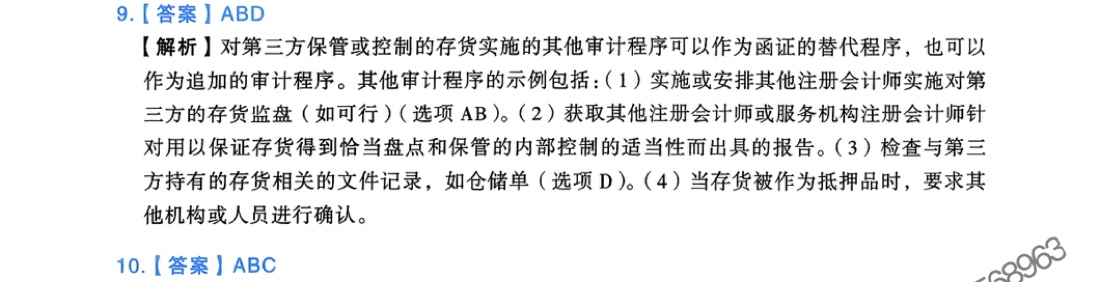 9.【答案】ABD
【解析】对第三方保管或控制的存货实施的其他审计程序可以作为函证的替代程序，也可以
作为追加的审计程序。其他审计程序的示例包括：（1）实施或安排其他注册会计师实施对第
三方的存货监盘（如可行）（选项 AB）。（2）获取其他注册会计师或服务机构注册会计师针
对用以保证存货得到恰当盘点和保管的内部控制的适当性而出具的报告。（3）检查与第三
方持有的存货相关的文件记录，如仓储单（选项 D）。（4）当存货被作为抵押品时，要求其
他机构或人员进行确认。
10.【答案】ABC
568963